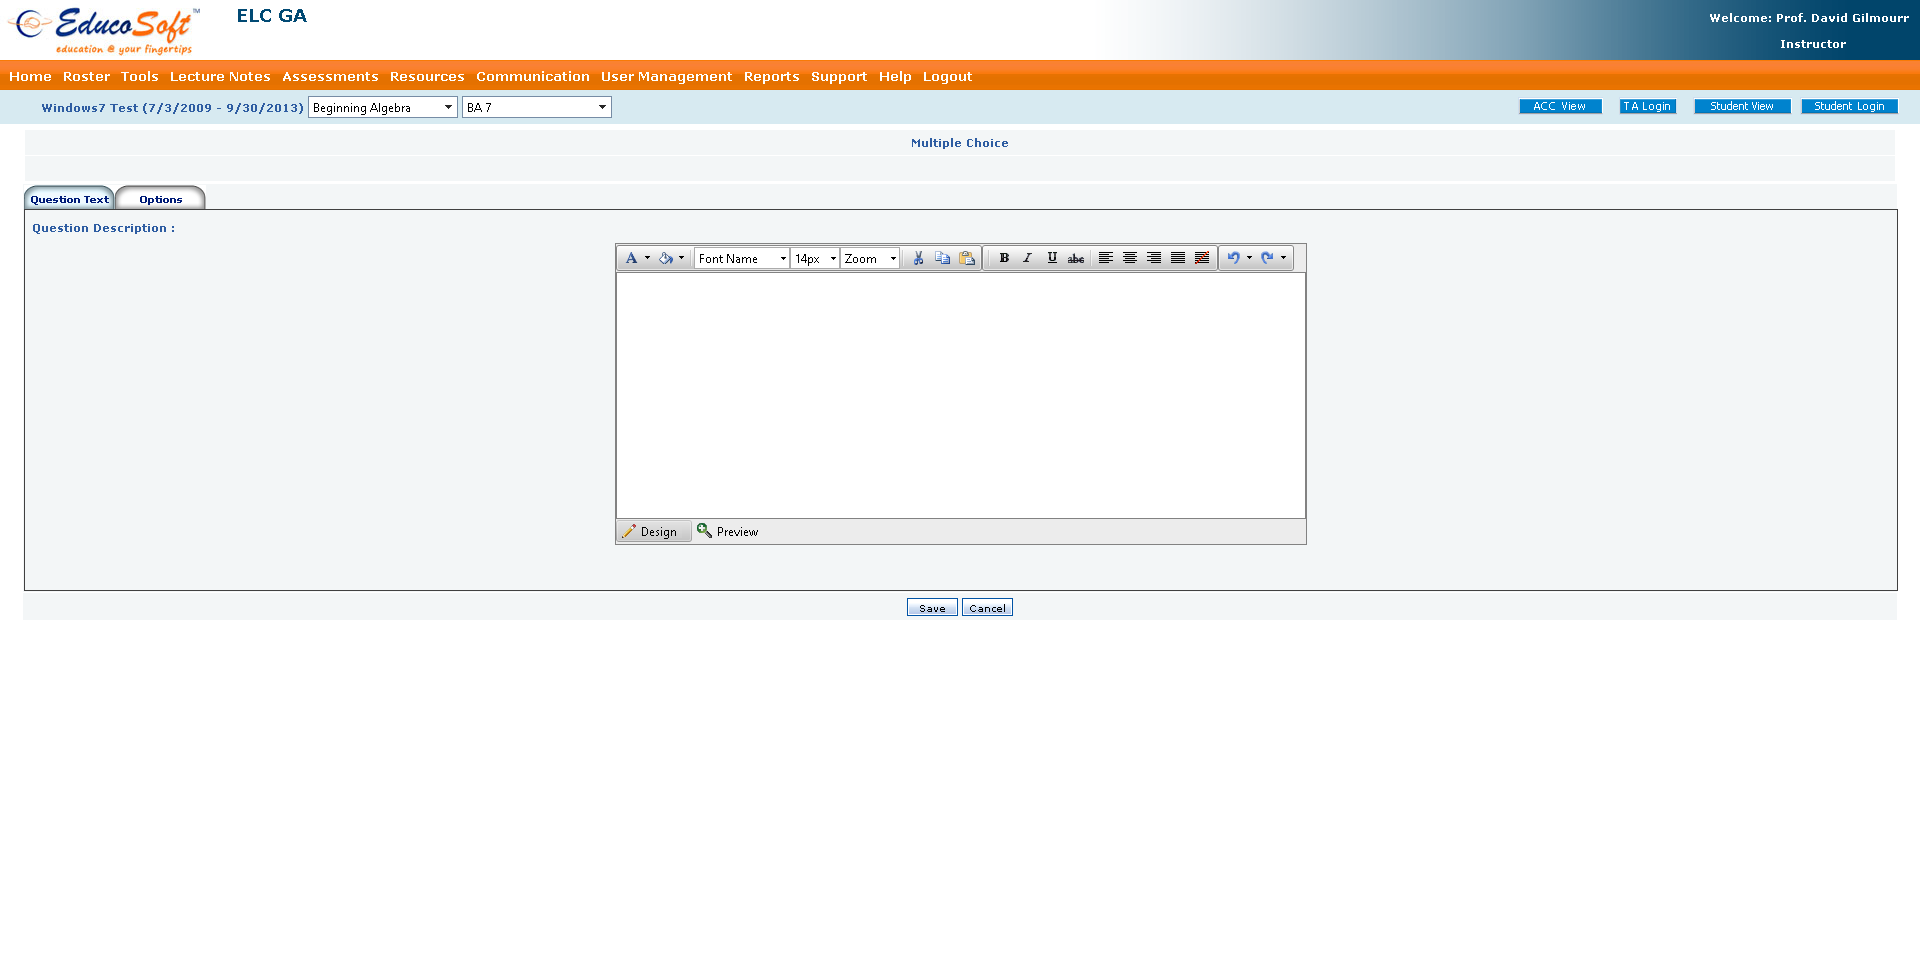 EducoSoft™
education @ your fingertips
ELC GA
Welcome: Prof. David Gilmourr
Instructor
Home Roster Tools Lecture Notes Assessments Resources Communication User Management Reports Support Help Logout
Windows7 Test (7/3/2009 - 9/30/2013) Beginning Algebra BA 7 ACC View TA Login Student View Student Login
Multiple Choice
Question Text Options
Question Description :
A Font Name 14px Zoom B I U abc
Design Preview
Save Cancel